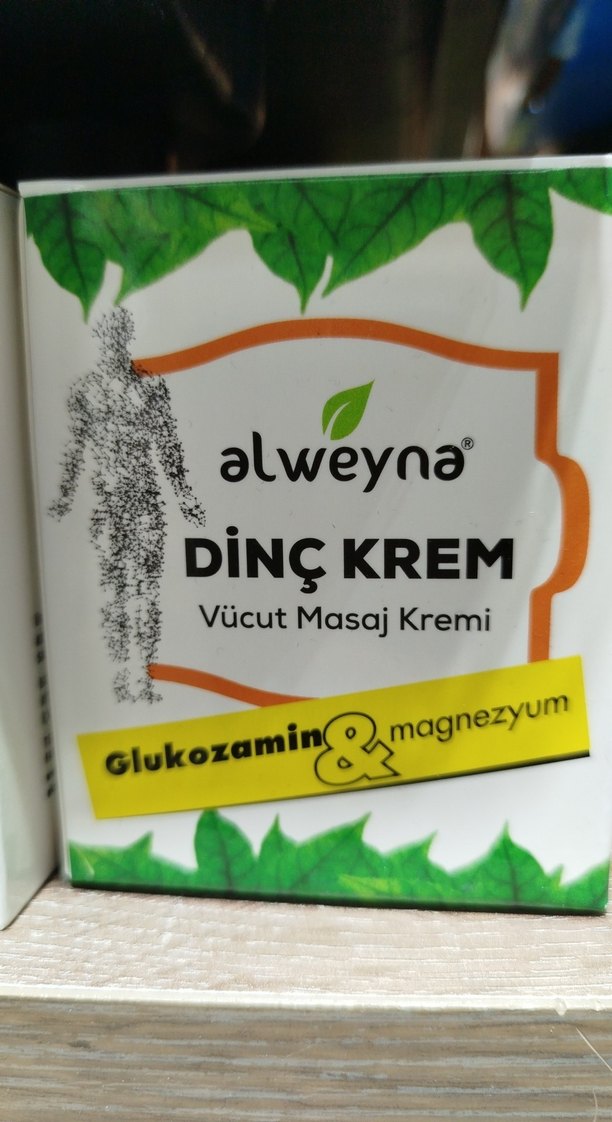 alweyna®
DİNÇ KREM
Vücut Masaj Kremi
Glukozamin & magnezyum